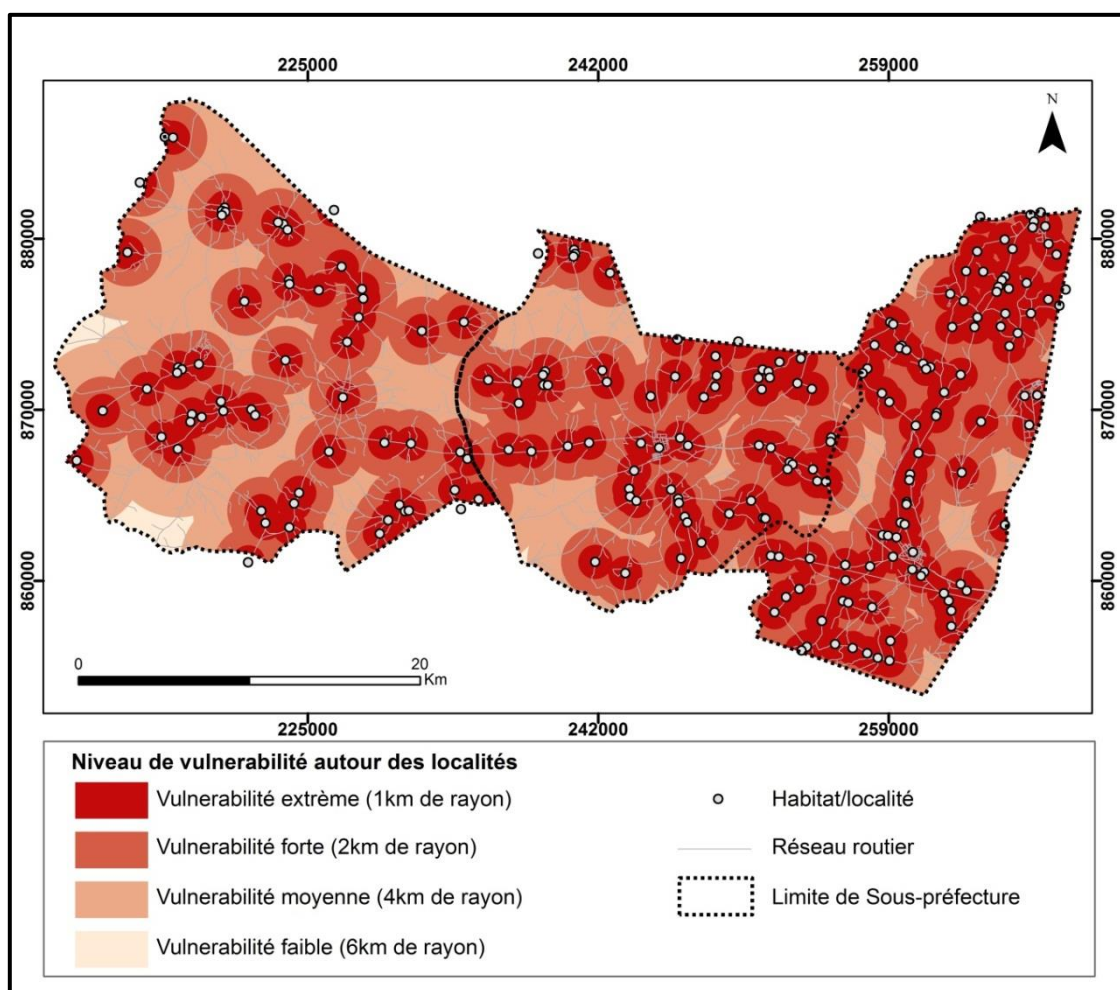 225000 242000 259000
N
880000 880000
870000 870000
860000 860000
0 20
Km
225000 242000 259000
Niveau de vulnerabilité autour des localités
Vulnerabilité extrème (1km de rayon)
Habitat/localité
Vulnerabilité forte (2km de rayon)
Réseau routier
Vulnerabilité moyenne (4km de rayon)
Limite de Sous-préfecture
Vulnerabilité faible (6km de rayon)